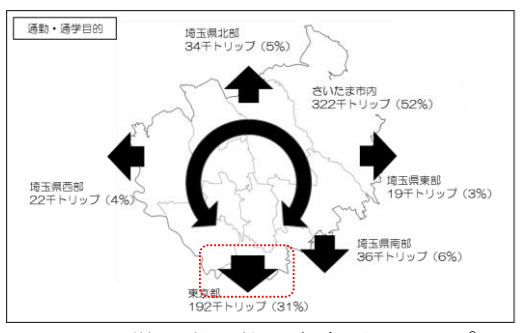 通勤・通学目的
埼玉県北部
34千トリップ（5%）
さいたま市内
322千トリップ（52%）
埼玉県西部
22千トリップ（4%）
埼玉県東部
19千トリップ（3%）
埼玉県南部
36千トリップ（6%）
東京都
192千トリップ（31%）